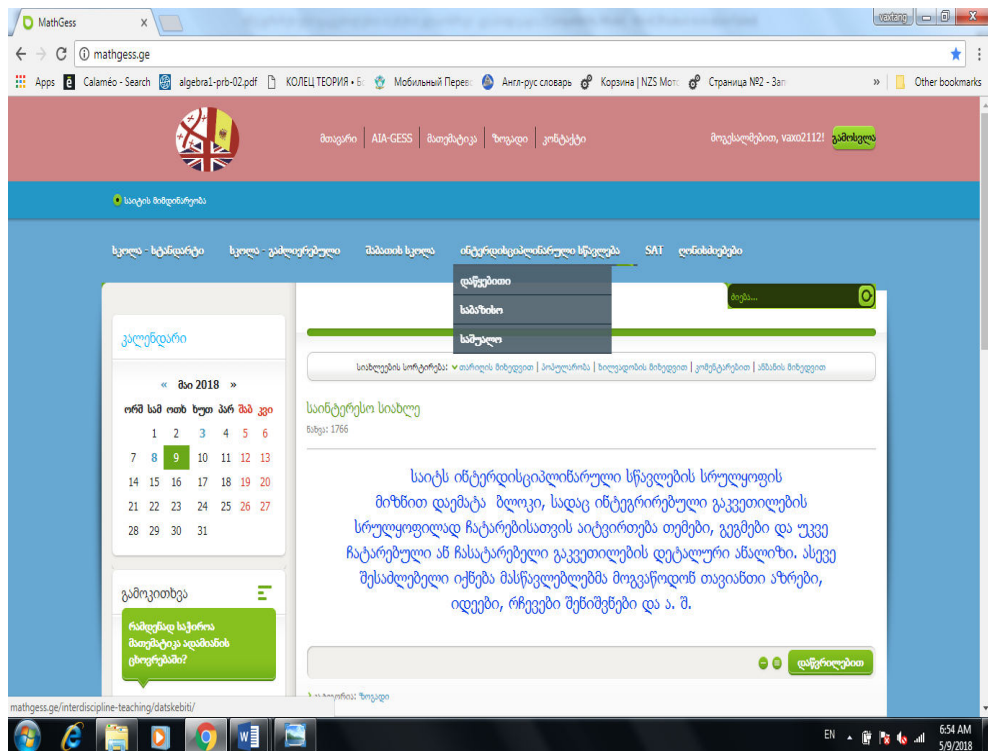 MathGess
vaxtang
mathgess.ge
Apps Calaméo - Search algebra1-prb-02.pdf КОЛЕЦ ТЕОРИЯ • Б Мобильный Перев Англ-рус словарь Корзина | NZS Мото Страница №2 - Зап » Other bookmarks
მთავარი | AIA-GESS | მათემატიკა | ზოგადი | კონტაქტი
მოგესალმებით, vaxo2112! გამოსვლა
საიტის მიმდინარეობა
სკოლა - სტანდარტი სკოლა - გაძლიერებული შაბათის სკოლა ინტერდისციპლინარული სწავლება SAT ღონისძიებები
დაწყებითი
საბაზისო
საშუალო
ძიება...
კალენდარი
« მაი 2018 »
ორშ სამ ოთხ ხუთ პარ შაბ კვი
1 2 3 4 5 6
7 8 9 10 11 12 13
14 15 16 17 18 19 20
21 22 23 24 25 26 27
28 29 30 31
გამოკითხვა
რამდენად საჭიროა
მათემატიკა ადამიანის
ცხოვრებაში?
სიახლეების სორტირება: თარიღის მიხედვით | პოპულარობა | ხილვადობის მიხედვით | კომენტარებით | ანბანის მიხედვით
საინტერესო სიახლე
ნახვა: 1766
საიტს ინტერდისციპლინარული სწავლების სრულყოფის
მიზნით დაემატა ბლოკი, სადაც ინტეგრირებული გაკვეთილების
სრულყოფილად ჩატარებისათვის აიტვირთება თემები, გეგმები და უკვე
ჩატარებული ან ჩასატარებელი გაკვეთილების დეტალური ანალიზი. ასევე
შესაძლებელი იქნება მასწავლებლებმა მოგვაწოდონ თავიანთი აზრები,
იდეები, რჩევები შენიშვნები და ა. შ.
დაწვრილებით
კატეგორია: ზოგადი
mathgess.ge/interdiscipline-teaching/datskebiti/
EN 6:54 AM
5/9/2018